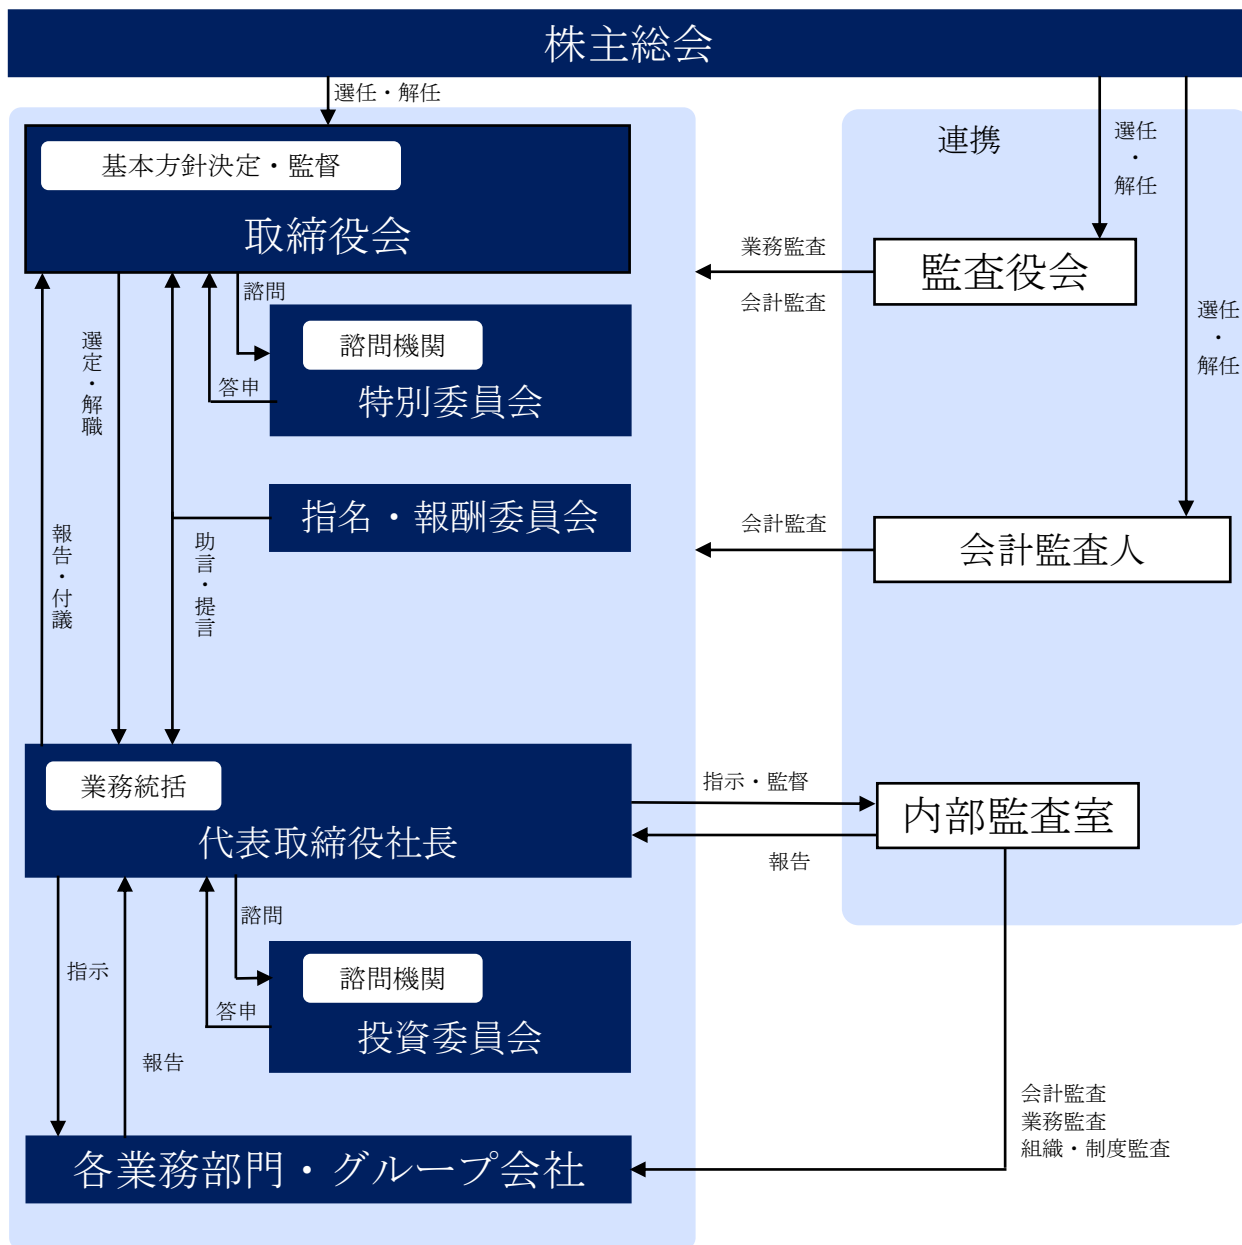 株主総会
選任・解任
基本方針決定・監督
取締役会
連携
選任
・
解任
業務監査
会計監査
監査役会
諮問
諮問機関
特別委員会
答申
選定・解職
選任
・
解任
指名・報酬委員会
助言・提言
報告・付議
会計監査
会計監査人
業務統括
代表取締役社長
指示・監督
報告
内部監査室
諮問
諮問機関
投資委員会
答申
指示
報告
会計監査
業務監査
組織・制度監査
各業務部門・グループ会社